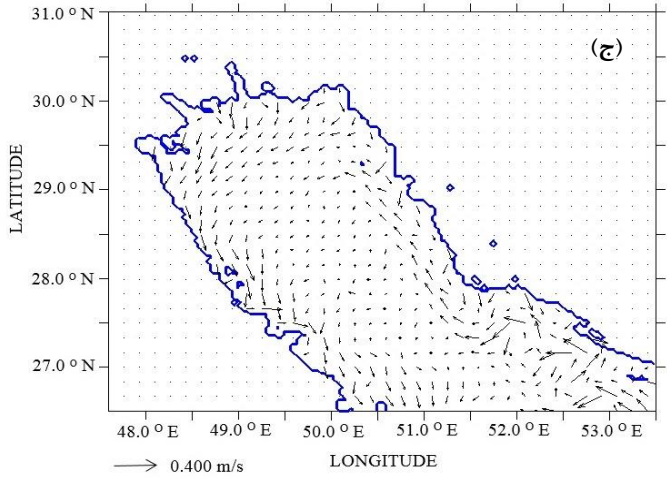 31.0 ° N
(ج)
30.0 ° N
29.0 ° N
28.0 ° N
27.0 ° N
LATITUDE
48.0 ° E 49.0 ° E 50.0 ° E 51.0 ° E 52.0 ° E 53.0 ° E
0.400 m/s
LONGITUDE